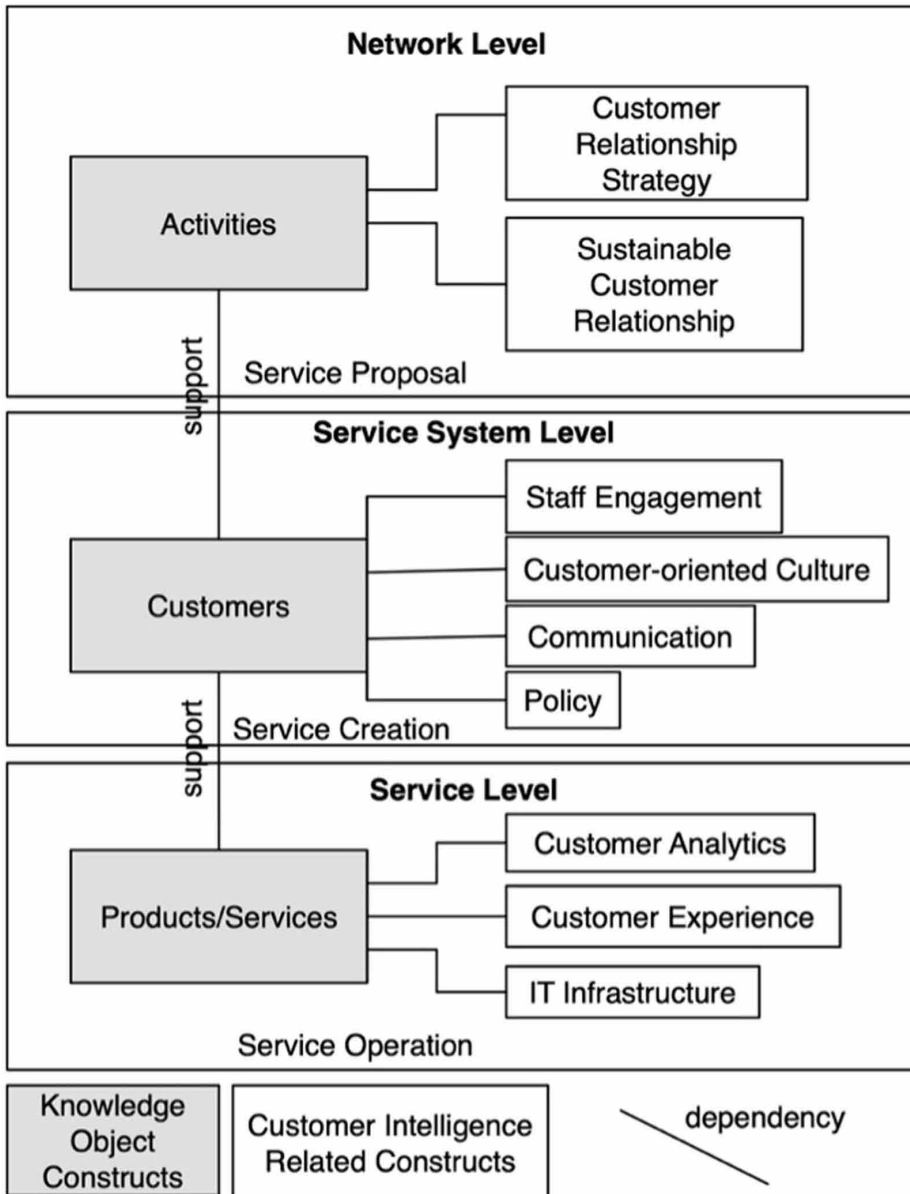 Network Level
Customer
Relationship
Strategy
Activities
Sustainable
Customer
Relationship
support
Service Proposal
Service System Level
Staff Engagement
Customer-oriented Culture
Customers
Communication
Policy
support
Service Creation
Service Level
Customer Analytics
Products/Services
Customer Experience
IT Infrastructure
Service Operation
Knowledge
Object
Constructs
Customer Intelligence
Related Constructs
dependency